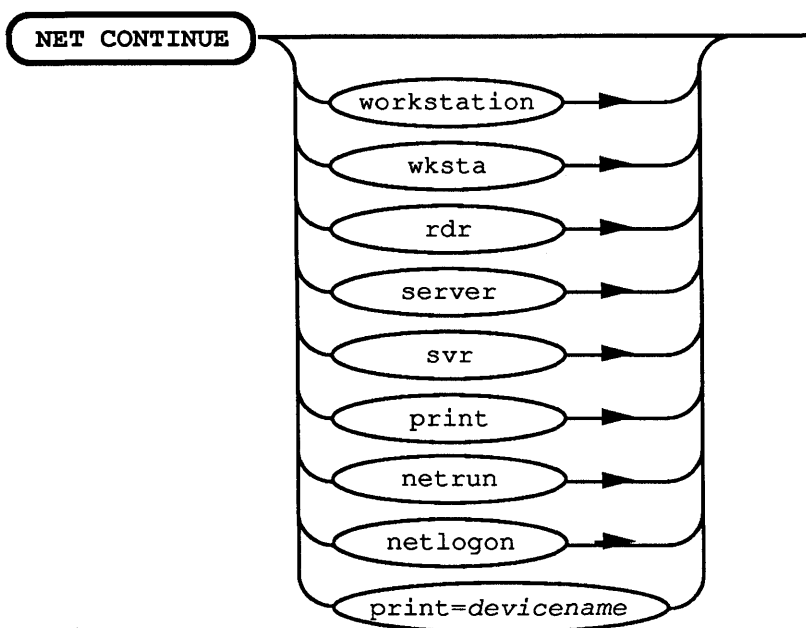 NET CONTINUE
workstation
wksta
rdr
server
svr
print
netrun
netlogon
print=devicename